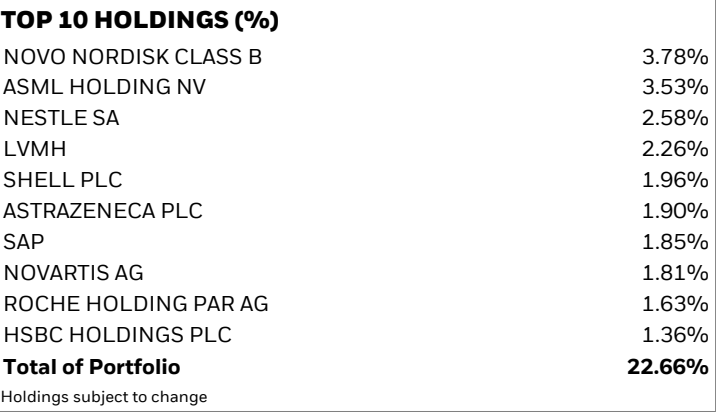 TOP 10 HOLDINGS (%)
NOVO NORDISK CLASS B 3.78%
ASML HOLDING NV 3.53%
NESTLE SA 2.58%
LVMH 2.26%
SHELL PLC 1.96%
ASTRAZENECA PLC 1.90%
SAP 1.85%
NOVARTIS AG 1.81%
ROCHE HOLDING PAR AG 1.63%
HSBC HOLDINGS PLC 1.36%
Total of Portfolio 22.66%
Holdings subject to change